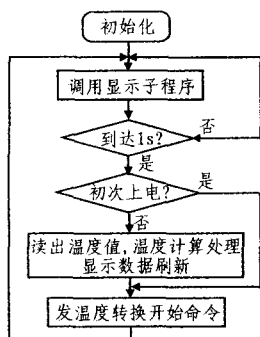 初始化
调用显示子程序
到达1s?
否
是
初次上电?
是
否
读出温度值,温度计算处理
显示数据刷新
发温度转换开始命令